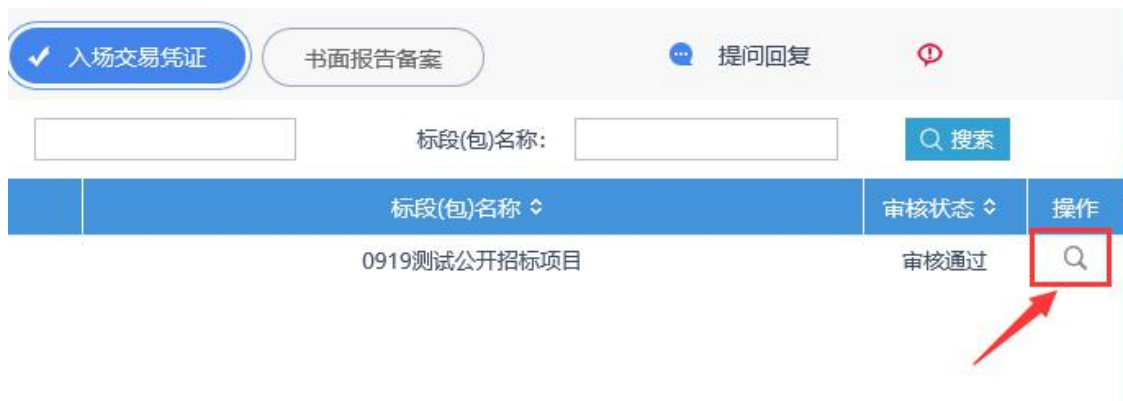 入场交易凭证 书面报告备案 提问回复
标段(包)名称: 搜索
标段(包)名称 审核状态 操作
0919测试公开招标项目 审核通过